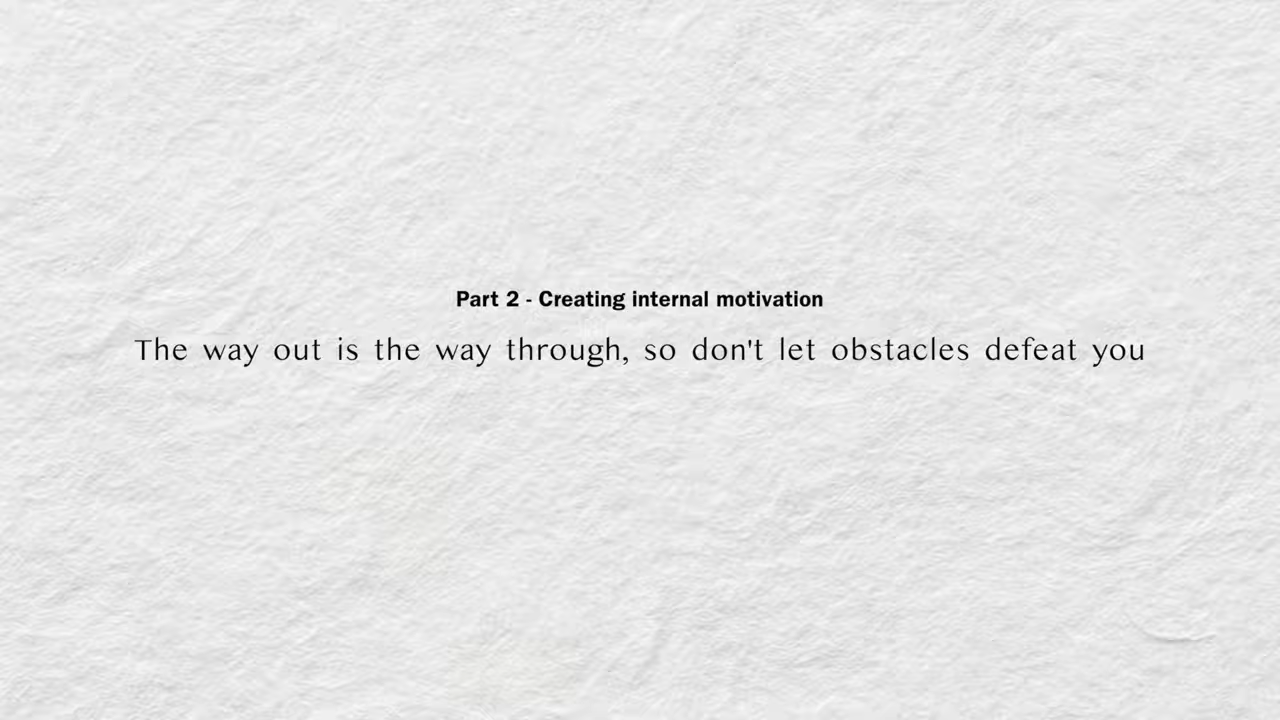 Part 2 - Creating internal motivation
The way out is the way through, so don't let obstacles defeat you